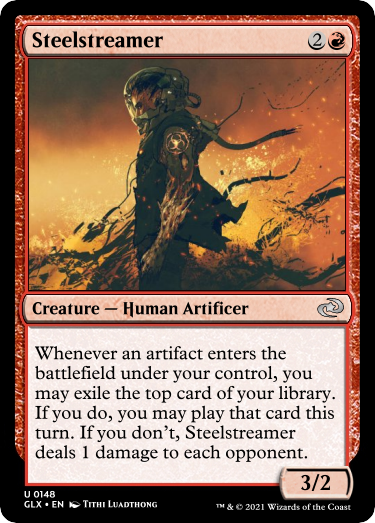 Steelstreamer 2
Creature — Human Artificer
Whenever an artifact enters the
battlefield under your control, you
may exile the top card of your library.
If you do, you may play that card this
turn. If you don't, Steelstreamer
deals 1 damage to each opponent.
3/2
U 0148
GLX • EN Tithi Luadthong
™ & © 2021 Wizards of the Coast